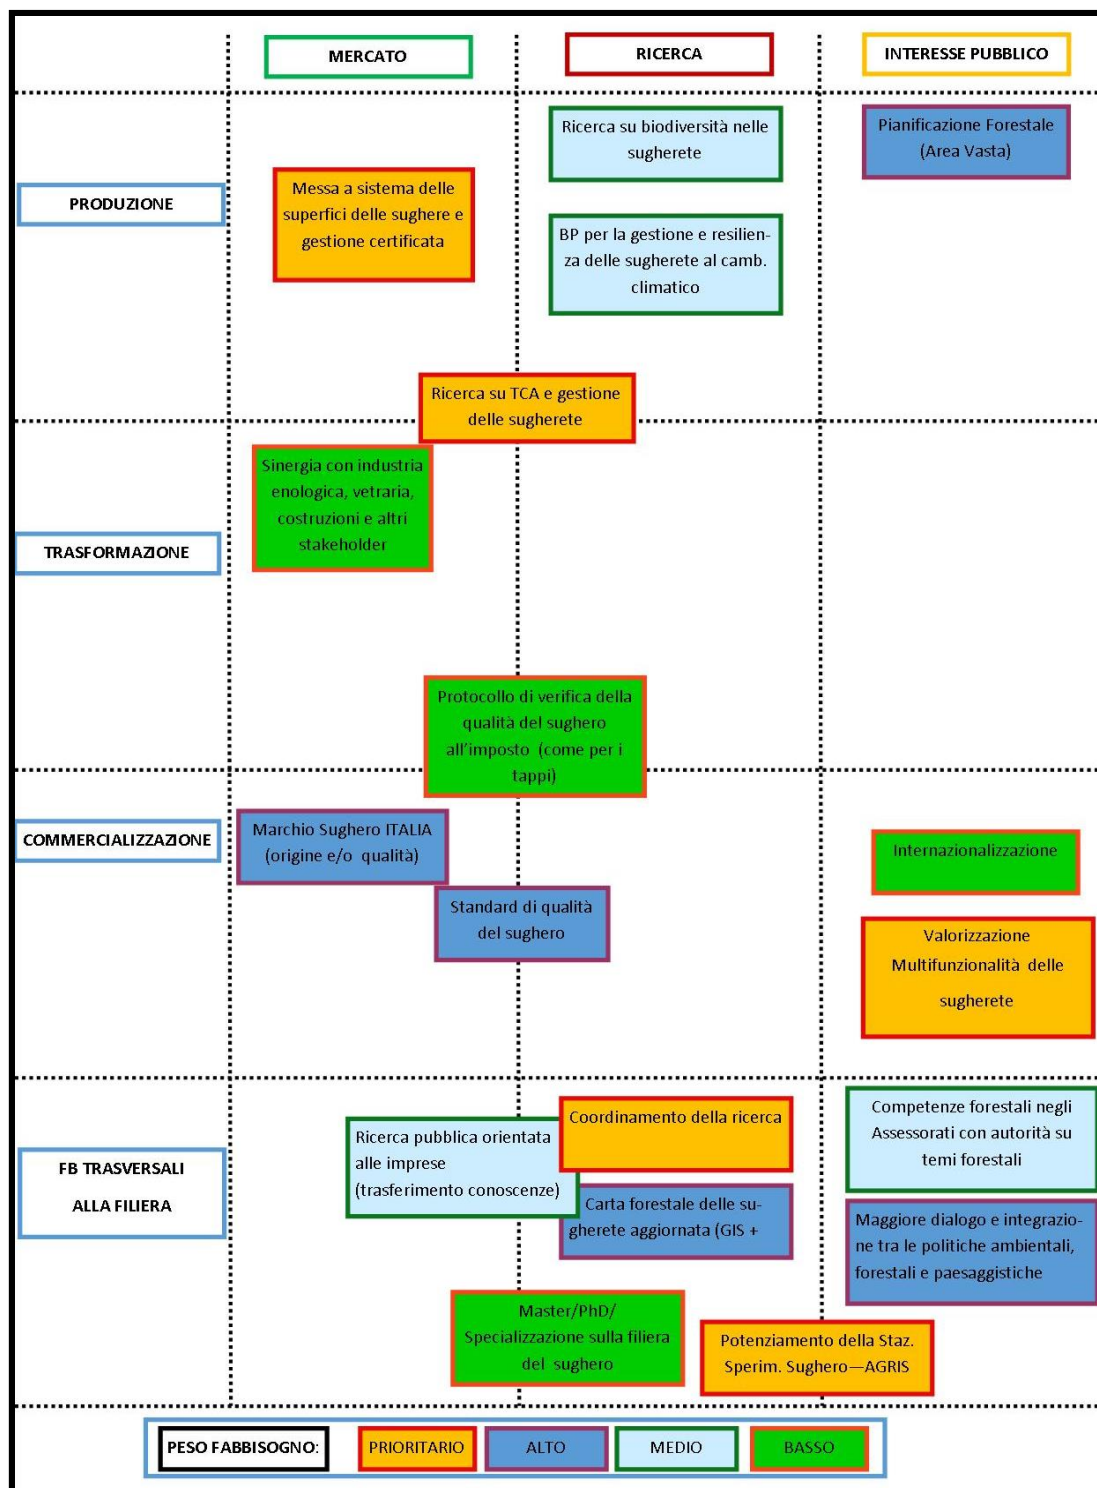 MERCATO
RICERCA
INTERESSE PUBBLICO
PRODUZIONE
Messa a sistema delle
superfici delle sughere e
gestione certificata
Ricerca su biodiversità nelle
sugherete
BP per la gestione e resilien-
za delle sugherete al camb.
climatico
Pianificazione Forestale
(Area Vasta)
Ricerca su TCA e gestione
delle sugherete
TRASFORMAZIONE
Sinergia con industria
enologica, vetraria,
costruzioni e altri
stakeholder
Protocollo di verifica della
qualità del sughero
all'imposto (come per i
tappi)
COMMERCIALIZZAZIONE
Marchio Sughero ITALIA
(origine e/o qualità)
Standard di qualità
del sughero
Internazionalizzazione
Valorizzazione
Multifunzionalità delle
sugherete
FB TRASVERSALI
ALLA FILIERA
Ricerca pubblica orientata
alle imprese
(trasferimento conoscenze)
Coordinamento della ricerca
Carta forestale delle su-
gherete aggiornata (GIS +
Competenze forestali negli
Assessorati con autorità su
temi forestali
Maggiore dialogo e integrazio-
ne tra le politiche ambientali,
forestali e paesaggistiche
Master/PhD/
Specializzazione sulla filiera
del sughero
Potenziamento della Staz.
Sperim. Sughero—AGRIS
PESO FABBISOGNO:
PRIORITARIO
ALTO
MEDIO
BASSO